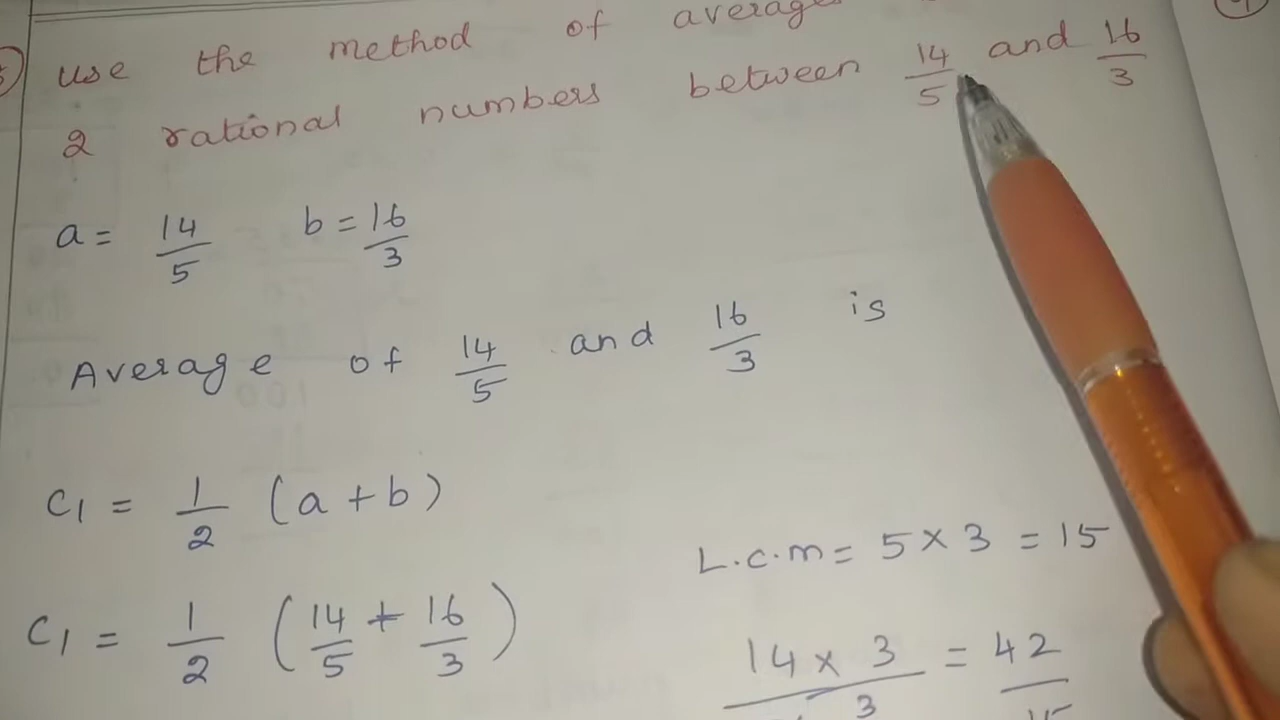 use the method of average
2 rational numbers between 14/5 and 16/3
a = 14/5 b = 16/3
Average of 14/5 and 16/3 is
C1 = 1/2 (a + b)
L.c.m = 5 × 3 = 15
C1 = 1/2 (14/5 + 16/3)
14 × 3 / 3 = 42 / 15